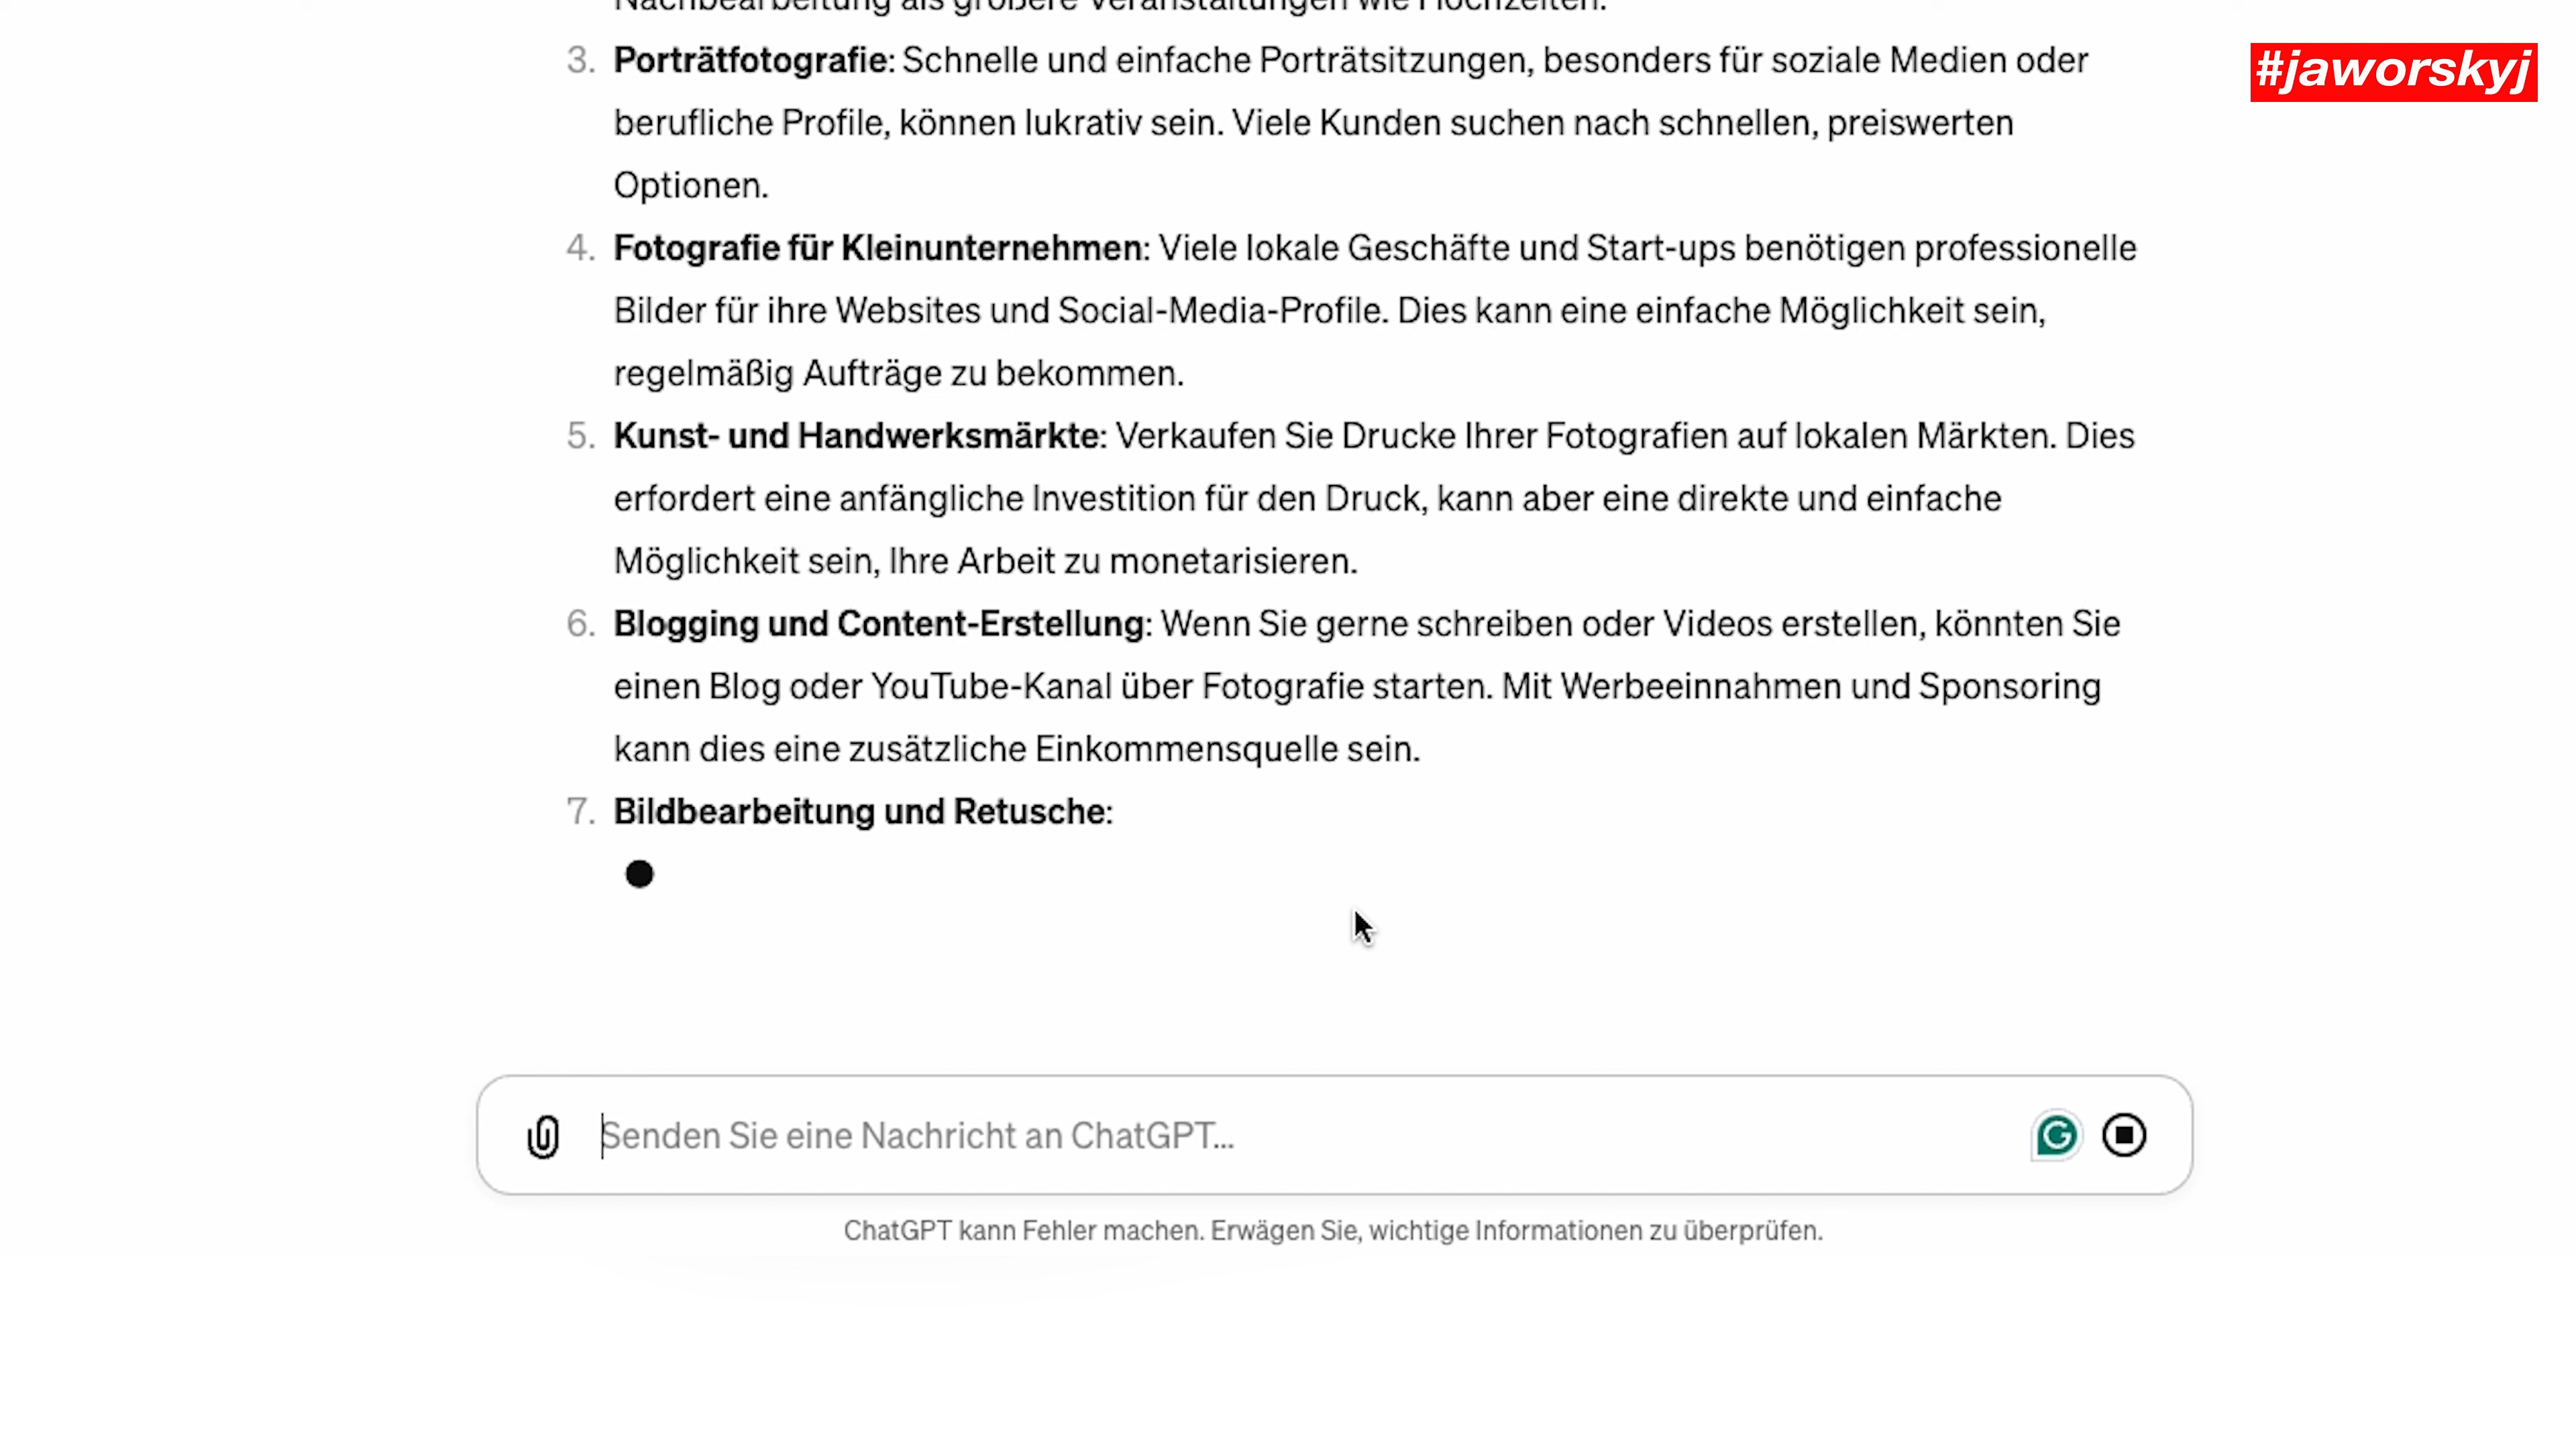 Nachbearbeitung als größere Veranstaltungen wie Hochzeiten.
#jaworskyj
3. Porträtfotografie: Schnelle und einfache Porträtsitzungen, besonders für soziale Medien oder
berufliche Profile, können lukrativ sein. Viele Kunden suchen nach schnellen, preiswerten
Optionen.
4. Fotografie für Kleinunternehmen: Viele lokale Geschäfte und Start-ups benötigen professionelle
Bilder für ihre Websites und Social-Media-Profile. Dies kann eine einfache Möglichkeit sein,
regelmäßig Aufträge zu bekommen.
5. Kunst- und Handwerksmärkte: Verkaufen Sie Drucke Ihrer Fotografien auf lokalen Märkten. Dies
erfordert eine anfängliche Investition für den Druck, kann aber eine direkte und einfache
Möglichkeit sein, Ihre Arbeit zu monetarisieren.
6. Blogging und Content-Erstellung: Wenn Sie gerne schreiben oder Videos erstellen, könnten Sie
einen Blog oder YouTube-Kanal über Fotografie starten. Mit Werbeeinnahmen und Sponsoring
kann dies eine zusätzliche Einkommensquelle sein.
7. Bildbearbeitung und Retusche:
Senden Sie eine Nachricht an ChatGPT...
ChatGPT kann Fehler machen. Erwägen Sie, wichtige Informationen zu überprüfen.